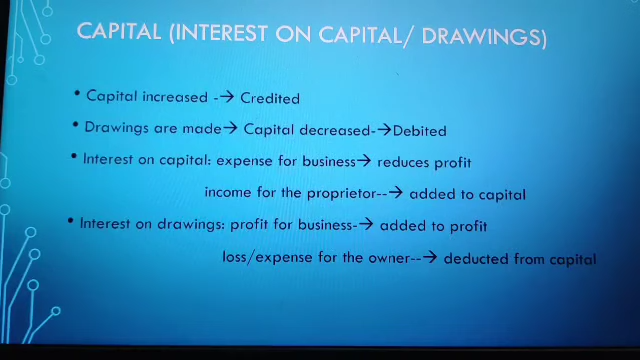 CAPITAL (INTEREST ON CAPITAL/ DRAWINGS)
• Capital increased -→ Credited
• Drawings are made→ Capital decreased-→Debited
• Interest on capital: expense for business→ reduces profit
income for the proprietor--→ added to capital
• Interest on drawings: profit for business-→ added to profit
loss/expense for the owner--→ deducted from capital